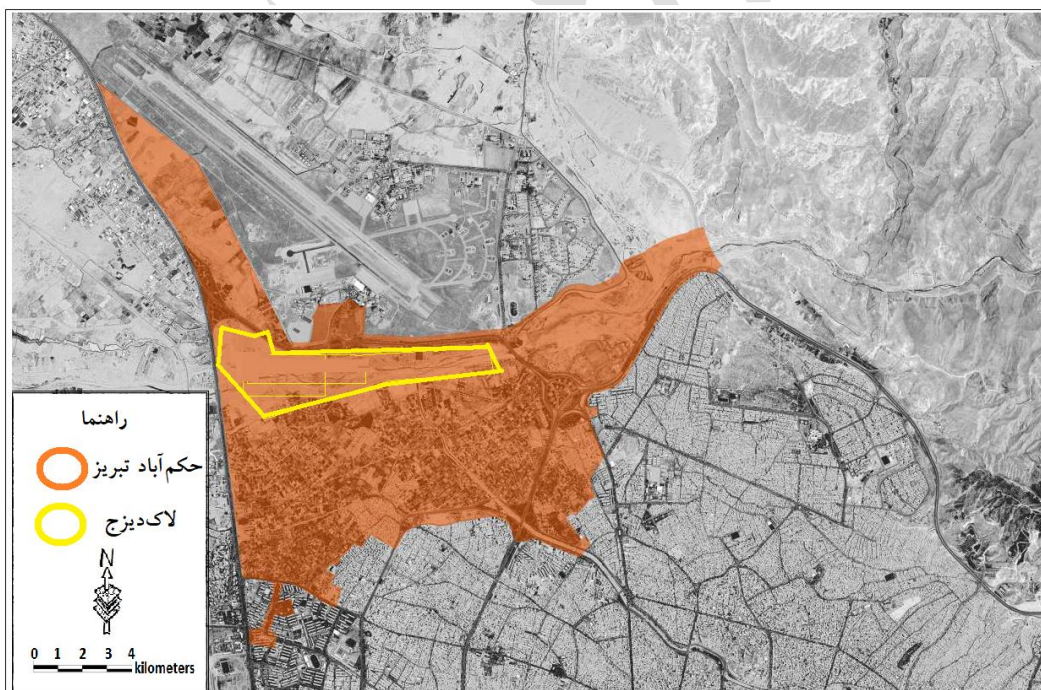 راهنما
حکم‌آباد تبریز
لاک‌دیزج
N
0 1 2 3 4
kilometers